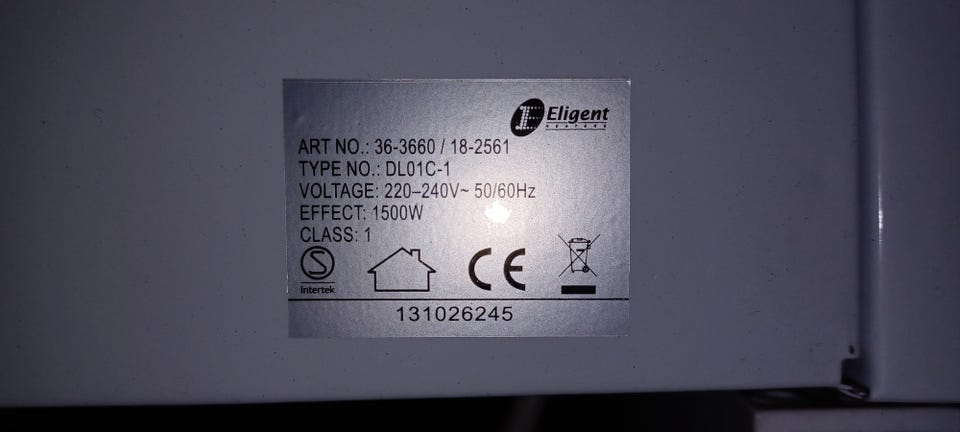 Eligent
HEATERS
ART NO.: 36-3660 / 18-2561
TYPE NO.: DL01C-1
VOLTAGE: 220–240V~ 50/60Hz
EFFECT: 1500W
CLASS: 1
S
Intertek
CE
131026245